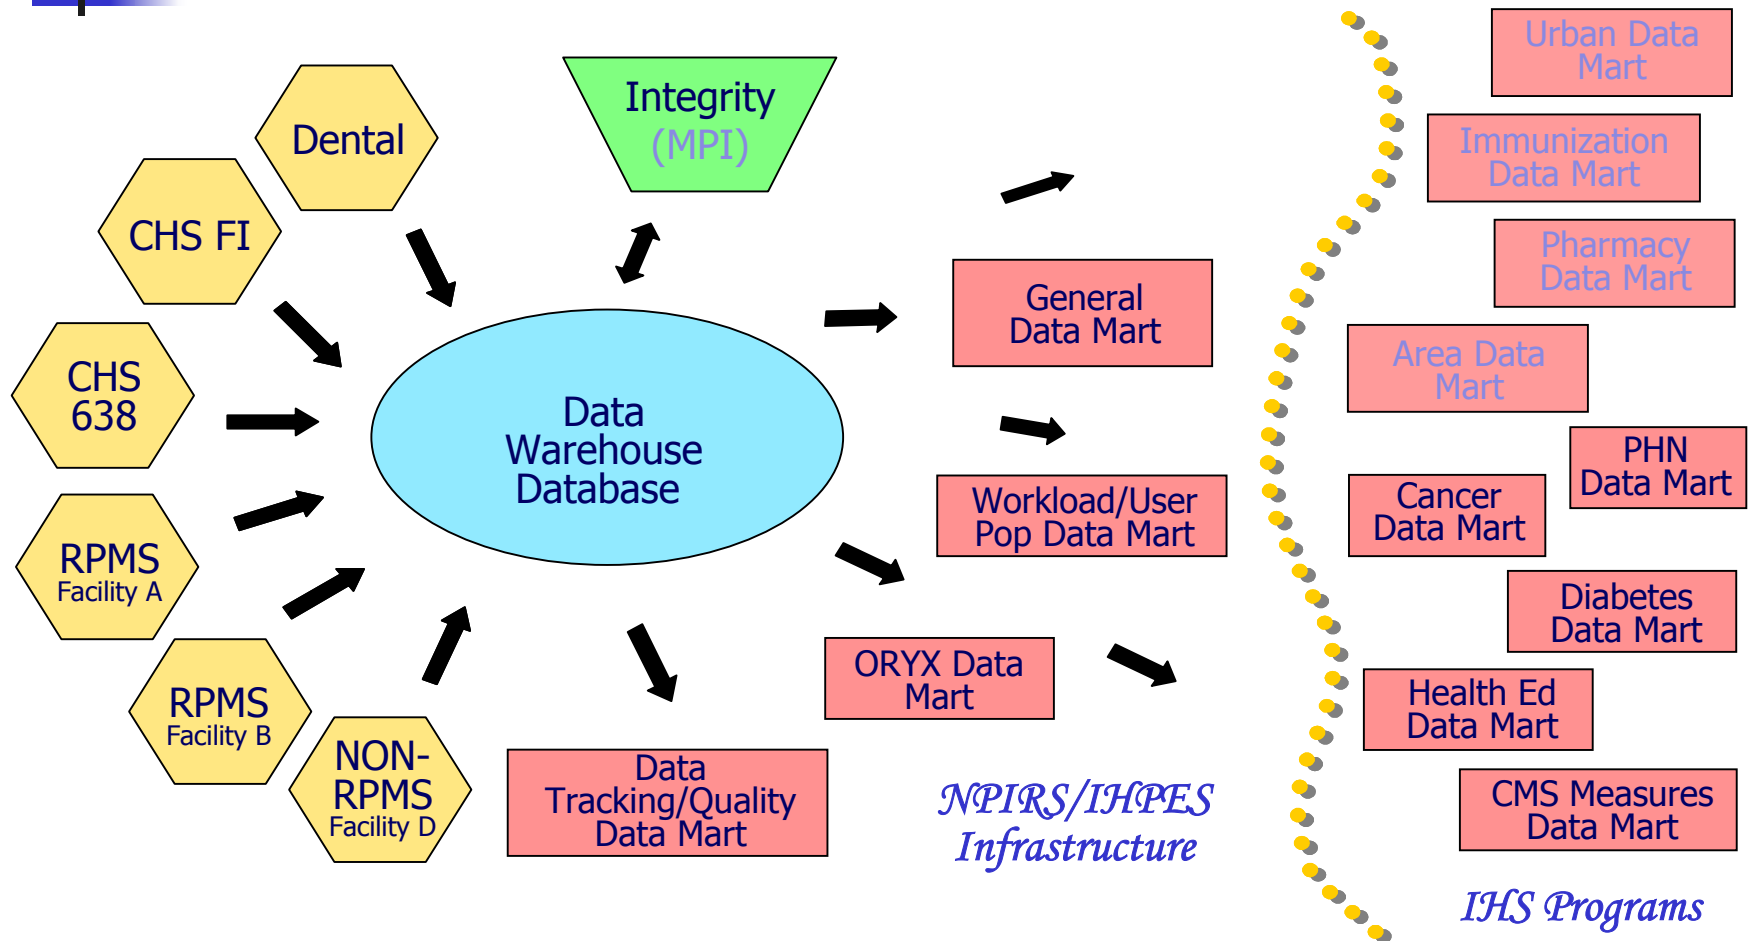 Dental
CHS FI
CHS
638
RPMS
Facility A
RPMS
Facility B
NON-
RPMS
Facility D
Integrity
(MPI)
Data
Warehouse
Database
General
Data Mart
Workload/User
Pop Data Mart
ORYX Data
Mart
Data
Tracking/Quality
Data Mart
NPIRS/IHPES
Infrastructure
Urban Data
Mart
Immunization
Data Mart
Pharmacy
Data Mart
Area Data
Mart
PHN
Data Mart
Cancer
Data Mart
Diabetes
Data Mart
Health Ed
Data Mart
CMS Measures
Data Mart
IHS Programs